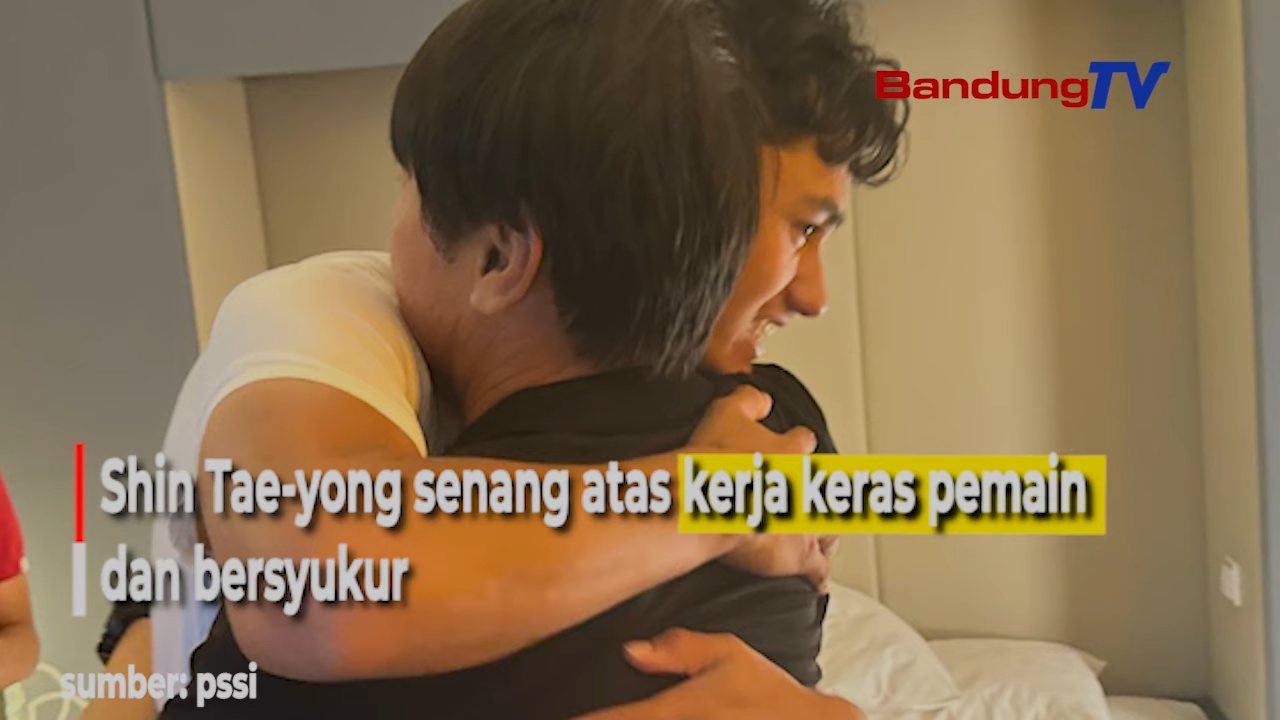 BandungTV
Shin Tae-yong senang atas kerja keras pemain
dan bersyukur
sumber: pssi